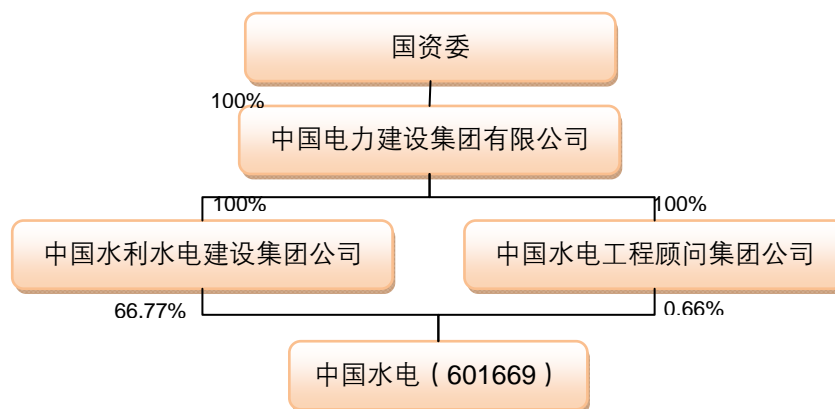 国资委
100%
中国电力建设集团有限公司
100%
100%
中国水利水电建设集团公司
中国水电工程顾问集团公司
66.77%
0.66%
中国水电（601669）